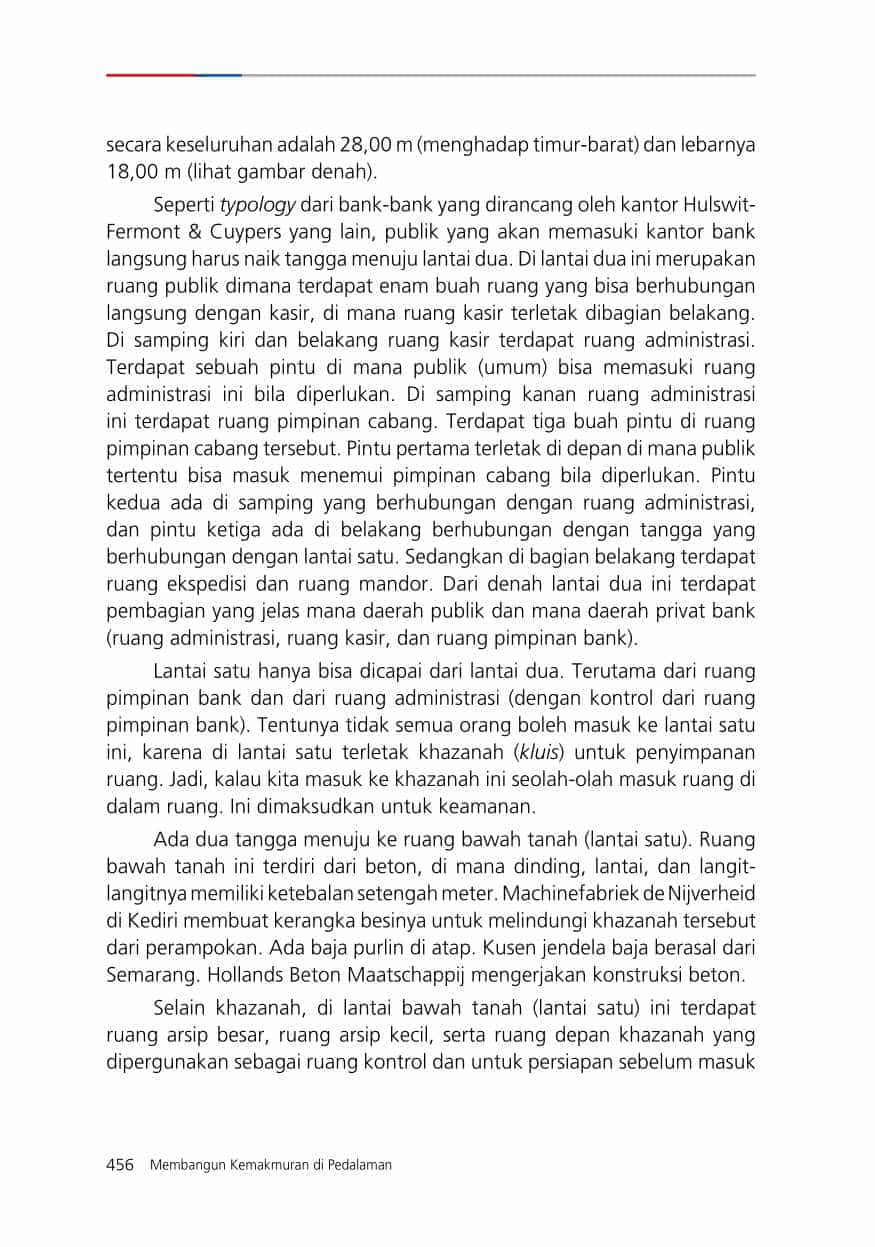 secara keseluruhan adalah 28,00 m (menghadap timur-barat) dan lebarnya
18,00 m (lihat gambar denah).
Seperti typology dari bank-bank yang dirancang oleh kantor Hulswit-
Fermont & Cuypers yang lain, publik yang akan memasuki kantor bank
langsung harus naik tangga menuju lantai dua. Di lantai dua ini merupakan
ruang publik dimana terdapat enam buah ruang yang bisa berhubungan
langsung dengan kasir, di mana ruang kasir terletak dibagian belakang.
Di samping kiri dan belakang ruang kasir terdapat ruang administrasi.
Terdapat sebuah pintu di mana publik (umum) bisa memasuki ruang
administrasi ini bila diperlukan. Di samping kanan ruang administrasi
ini terdapat ruang pimpinan cabang. Terdapat tiga buah pintu di ruang
pimpinan cabang tersebut. Pintu pertama terletak di depan di mana publik
tertentu bisa masuk menemui pimpinan cabang bila diperlukan. Pintu
kedua ada di samping yang berhubungan dengan ruang administrasi,
dan pintu ketiga ada di belakang berhubungan dengan tangga yang
berhubungan dengan lantai satu. Sedangkan di bagian belakang terdapat
ruang ekspedisi dan ruang mandor. Dari denah lantai dua ini terdapat
pembagian yang jelas mana daerah publik dan mana daerah privat bank
(ruang administrasi, ruang kasir, dan ruang pimpinan bank).
Lantai satu hanya bisa dicapai dari lantai dua. Terutama dari ruang
pimpinan bank dan dari ruang administrasi (dengan kontrol dari ruang
pimpinan bank). Tentunya tidak semua orang boleh masuk ke lantai satu
ini, karena di lantai satu terletak khazanah (kluis) untuk penyimpanan
ruang. Jadi, kalau kita masuk ke khazanah ini seolah-olah masuk ruang di
dalam ruang. Ini dimaksudkan untuk keamanan.
Ada dua tangga menuju ke ruang bawah tanah (lantai satu). Ruang
bawah tanah ini terdiri dari beton, di mana dinding, lantai, dan langit-
langitnya memiliki ketebalan setengah meter. Machinefabriek de Nijverheid
di Kediri membuat kerangka besinya untuk melindungi khazanah tersebut
dari perampokan. Ada baja purlin di atap. Kusen jendela baja berasal dari
Semarang. Hollands Beton Maatschappij mengerjakan konstruksi beton.
Selain khazanah, di lantai bawah tanah (lantai satu) ini terdapat
ruang arsip besar, ruang arsip kecil, serta ruang depan khazanah yang
dipergunakan sebagai ruang kontrol dan untuk persiapan sebelum masuk
456 Membangun Kemakmuran di Pedalaman